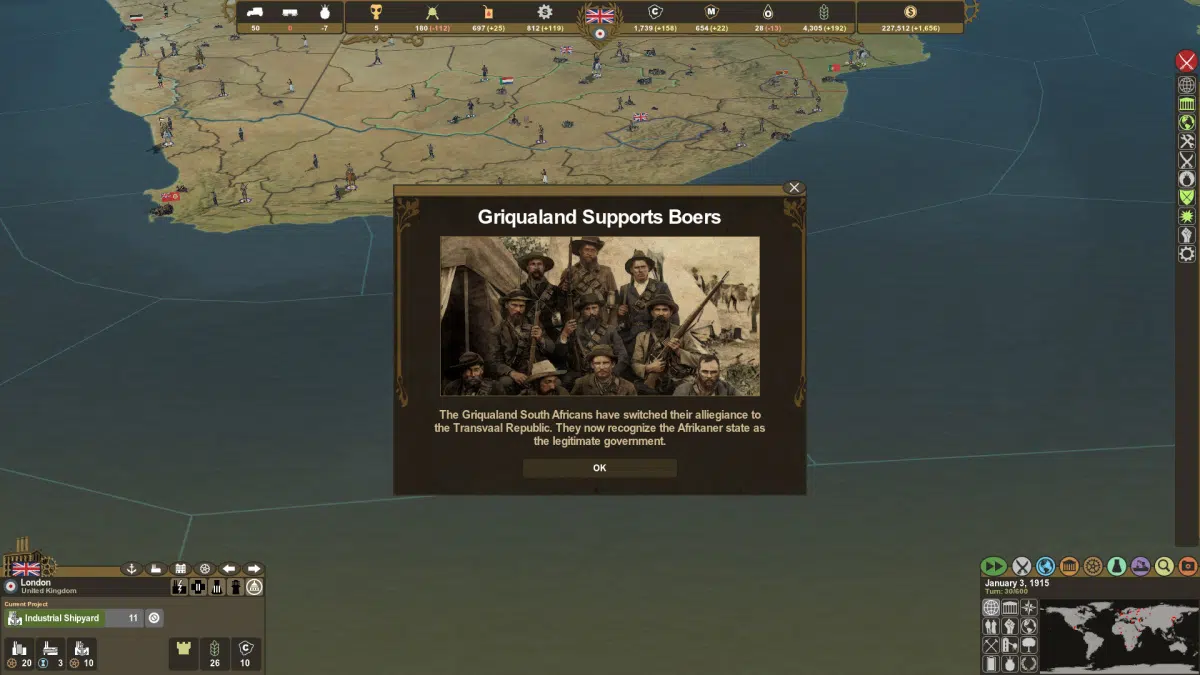 50 0 -7 5 180 (-112) 697 (+25) 812 (+119) 1,739 (+158) 654 (+22) 28 (-13) 4,305 (+192) 227,512 (+1,656)
Griqualand Supports Boers
The Griqualand South Africans have switched their alliegiance to
the Transvaal Republic. They now recognize the Afrikaner state as
the legitimate government.
OK
London
United Kingdom
Current Project
Industrial Shipyard 11
20 3 10 26 10
January 3, 1915
Turn: 30/600